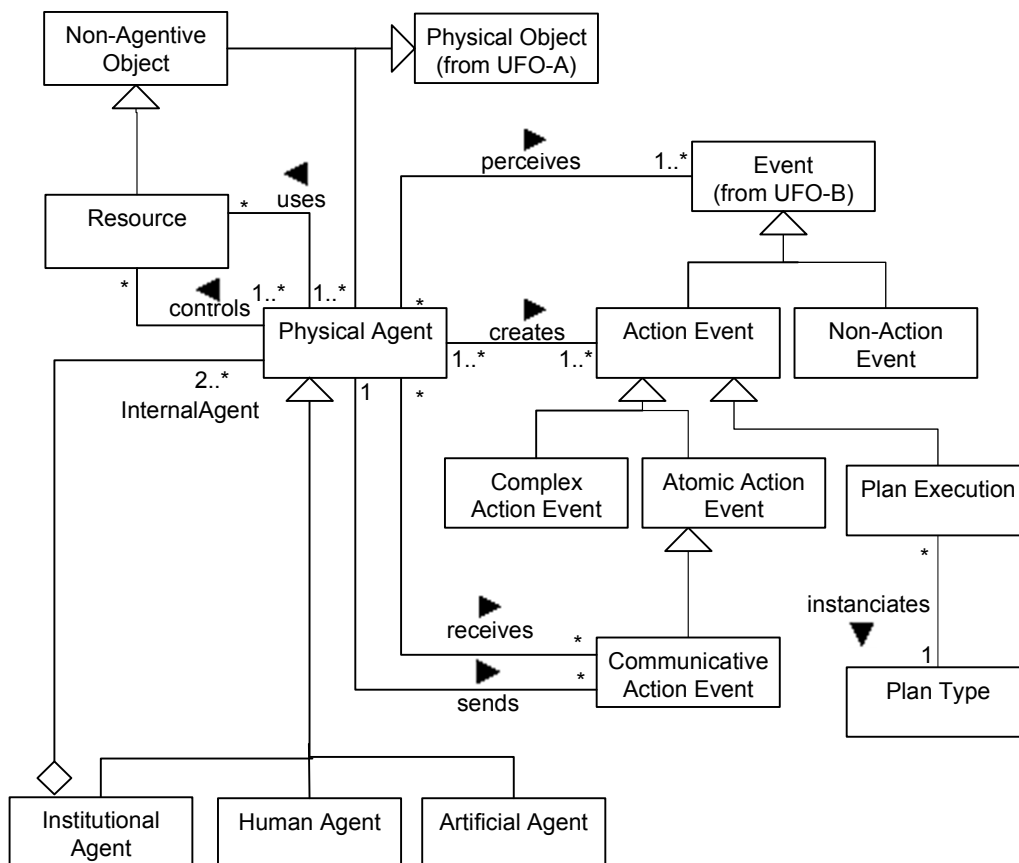 Non-Agentive
Object
Physical Object
(from UFO-A)
perceives
1..*
Event
(from UFO-B)
Resource
*
uses
*
controls
1..*
1..*
*
Physical Agent
creates
1..*
1..*
Action Event
Non-Action
Event
2..*
InternalAgent
1
*
Complex
Action Event
Atomic Action
Event
Plan Execution
*
instanciates
1
Plan Type
receives
*
sends
*
Communicative
Action Event
Institutional
Agent
Human Agent
Artificial Agent